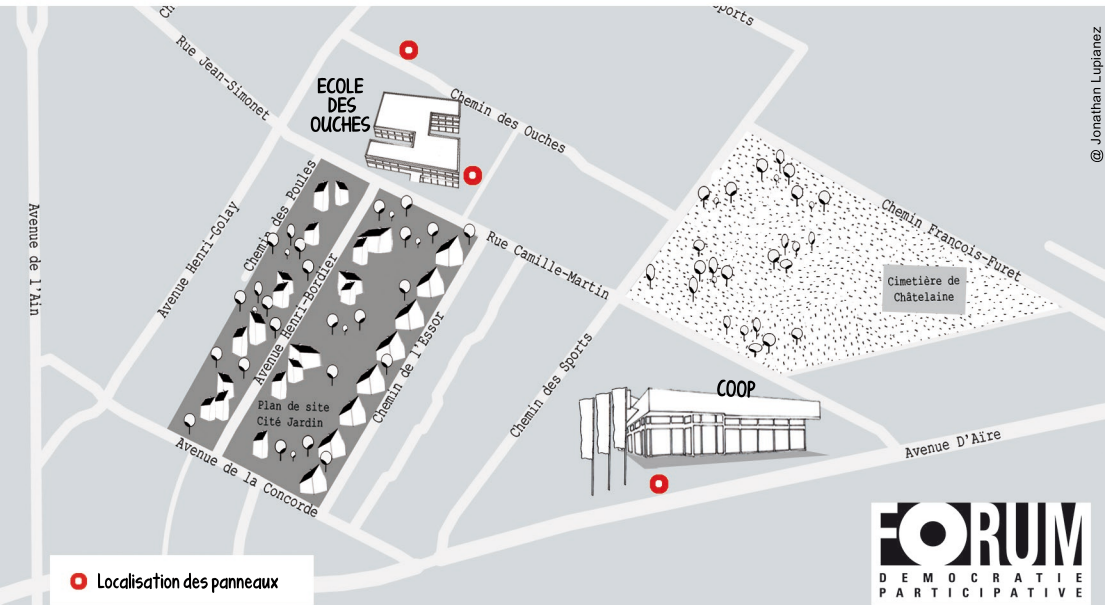 @ Jonathan Lupianez
Sports
Rue Jean-Simonet
ECOLE
DES
OUCHES
Chemin des Ouches
Avenue de l'Ain
Avenue Henri-Golay
Chemin des Poules
Avenue Henri-Bordier
Rue Camille-Martin
Chemin François-Furet
Cimetière de
Châtelaine
Chemin de l'Essor
Chemin des Sports
COOP
Plan de site
Cité Jardin
Avenue de la Concorde
Avenue D'Aïre
Localisation des panneaux
FORUM
DEMOCRATIE
PARTICIPATIVE